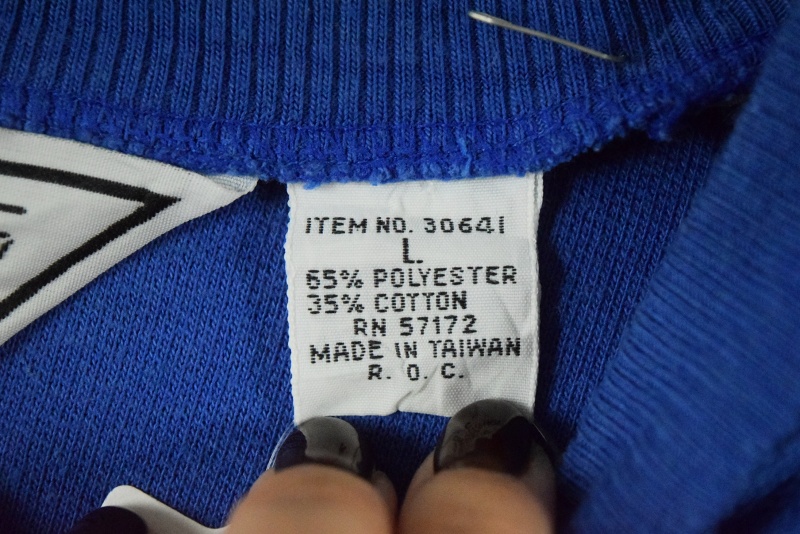 ITEM NO. 30641
L.
65% POLYESTER
35% COTTON
RN 57172
MADE IN TAIWAN
R. O. C.